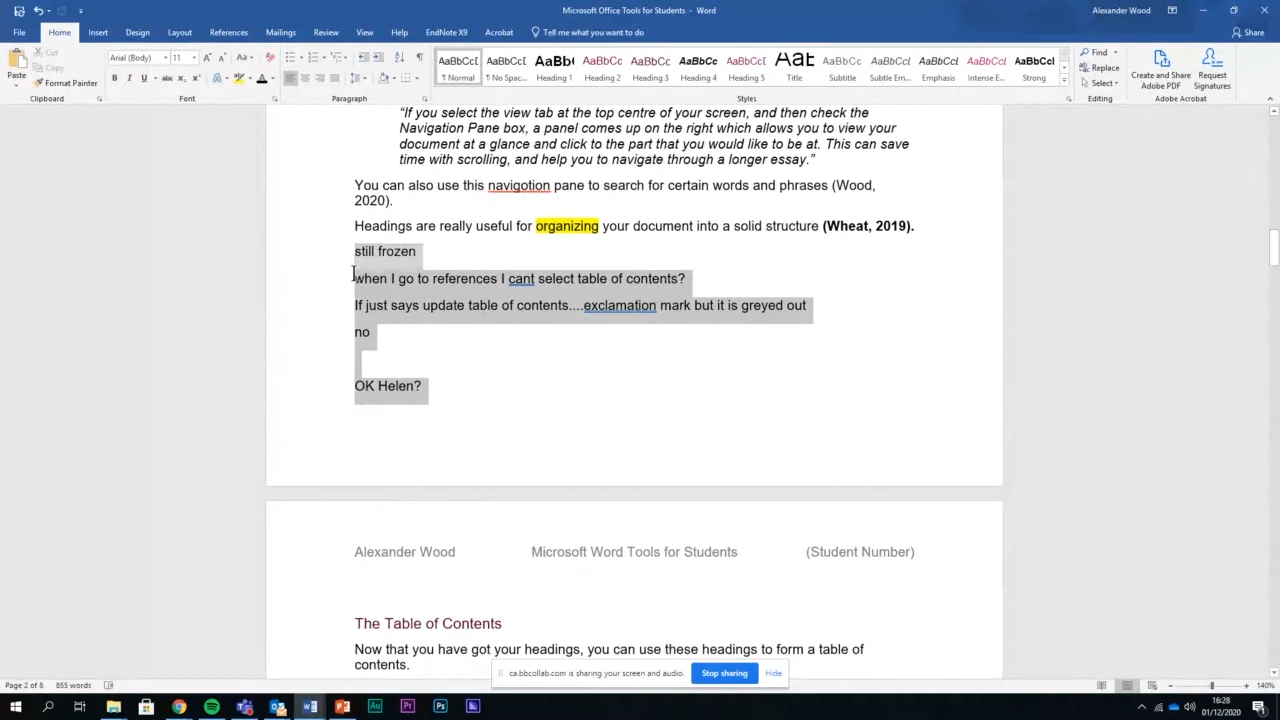 Microsoft Office Tools for Students - Word
Alexander Wood
File Home Insert Design Layout References Mailings Review View Help EndNote X9 Acrobat Tell me what you want to do
Share
Paste
Cut
Copy
Format Painter
Clipboard
Arial (Body) 11
Font
Paragraph
AaBbCcI AaBbCcI AaBb( AaBbCc AaBbCc AaBbCc AaBbCcI AaB AaBbCc AaBbCcI AaBbCcI AaBbCcI AaBbCc
¶ Normal ¶ No Spac... Heading 1 Heading 2 Heading 3 Heading 4 Heading 5 Title Subtitle Subtle Em... Emphasis Intense E... Strong
Styles
Find
Replace
Select
Editing
Create and Share Adobe PDF
Request Signatures
Adobe Acrobat
“If you select the view tab at the top centre of your screen, and then check the
Navigation Pane box, a panel comes up on the right which allows you to view your
document at a glance and click to the part that you would like to be at. This can save
time with scrolling, and help you to navigate through a longer essay.”
You can also use this navigotion pane to search for certain words and phrases (Wood,
2020).
Headings are really useful for organizing your document into a solid structure (Wheat, 2019).
still frozen
when I go to references I cant select table of contents?
If just says update table of contents....exclamation mark but it is greyed out
no
OK Helen?
Alexander Wood Microsoft Word Tools for Students (Student Number)
The Table of Contents
Now that you have got your headings, you can use these headings to form a table of
contents.
ca.bbcollab.com is sharing your screen and audio. Stop sharing Hide
Page 2 of 8 855 words
140%
16:28
01/12/2020